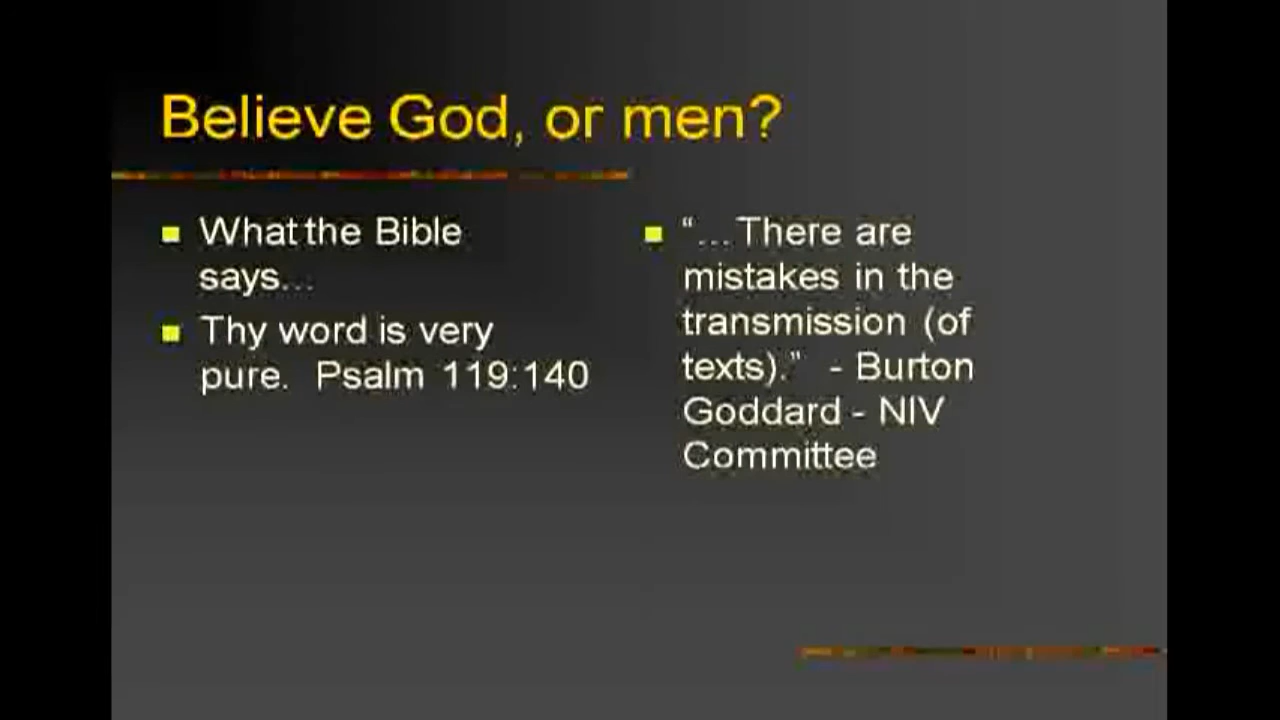 Believe God, or men?
What the Bible
says...
Thy word is very
pure.  Psalm 119:140
“...There are
mistakes in the
transmission (of
texts).”  - Burton
Goddard - NIV
Committee